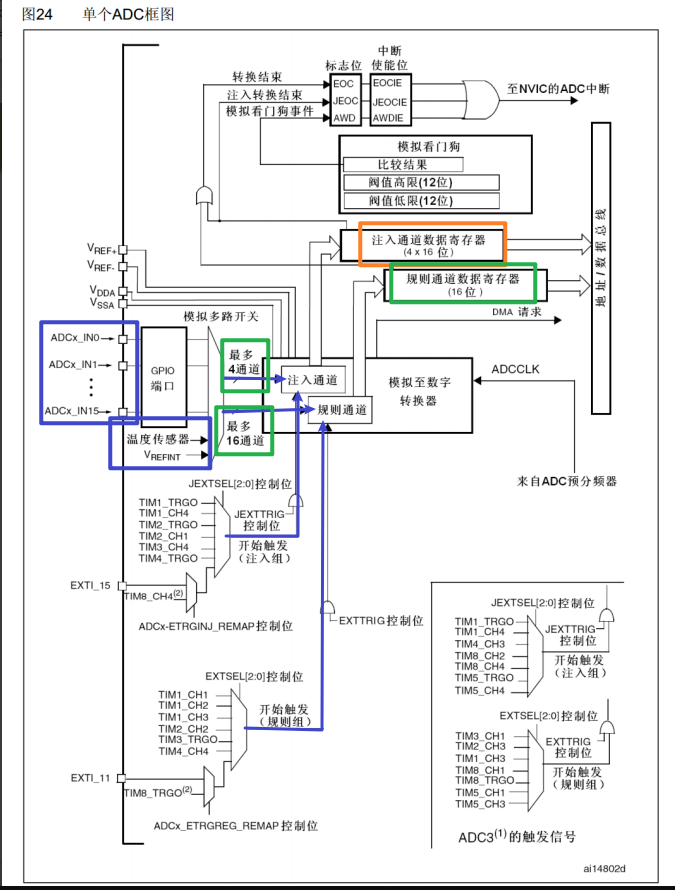 图24 单个ADC框图
中断
标志位 使能位
转换结束
EOC EOCIE
注入转换结束
JEOC JEOCIE
模拟看门狗事件
AWD AWDIE
至NVIC的ADC中断
模拟看门狗
比较结果
阀值高限(12位)
阀值低限(12位)
地址/数据总线
注入通道数据寄存器
(4 x 16 位)
规则通道数据寄存器
(16 位)
VREF+
VREF-
VDDA
VSSA
DMA 请求
模拟多路开关
ADCx_IN0
ADCx_IN1
ADCx_IN15
GPIO
端口
最多
4通道
注入通道
规则通道
最多
16通道
模拟至数字
转换器
ADCCLK
来自ADC预分频器
温度传感器
VREFINT
JEXTSEL[2:0]控制位
TIM1_TRGO
TIM1_CH4
TIM2_TRGO
TIM2_CH1
TIM3_CH4
TIM4_TRGO
JEXTTRIG
控制位
开始触发
(注入组)
EXTI_15
TIM8_CH4(2)
ADCx-ETRGINJ_REMAP控制位
EXTTRIG控制位
EXTSEL[2:0]控制位
TIM1_CH1
TIM1_CH2
TIM1_CH3
TIM2_CH2
TIM3_TRGO
TIM4_CH4
开始触发
(规则组)
EXTI_11
TIM8_TRGO(2)
ADCx_ETRGREG_REMAP 控制位
JEXTSEL[2:0]控制位
TIM1_TRGO
TIM1_CH4
TIM4_CH3
TIM8_CH2
TIM8_CH4
TIM5_TRGO
TIM5_CH4
JEXTTRIG
控制位
开始触发
(注入组)
EXTSEL[2:0]控制位
TIM3_CH1
TIM2_CH3
TIM1_CH3
TIM8_CH1
TIM8_TRGO
TIM5_CH1
TIM5_CH3
EXTTRIG
控制位
开始触发
(规则组)
ADC3(1)的触发信号
ai14802d